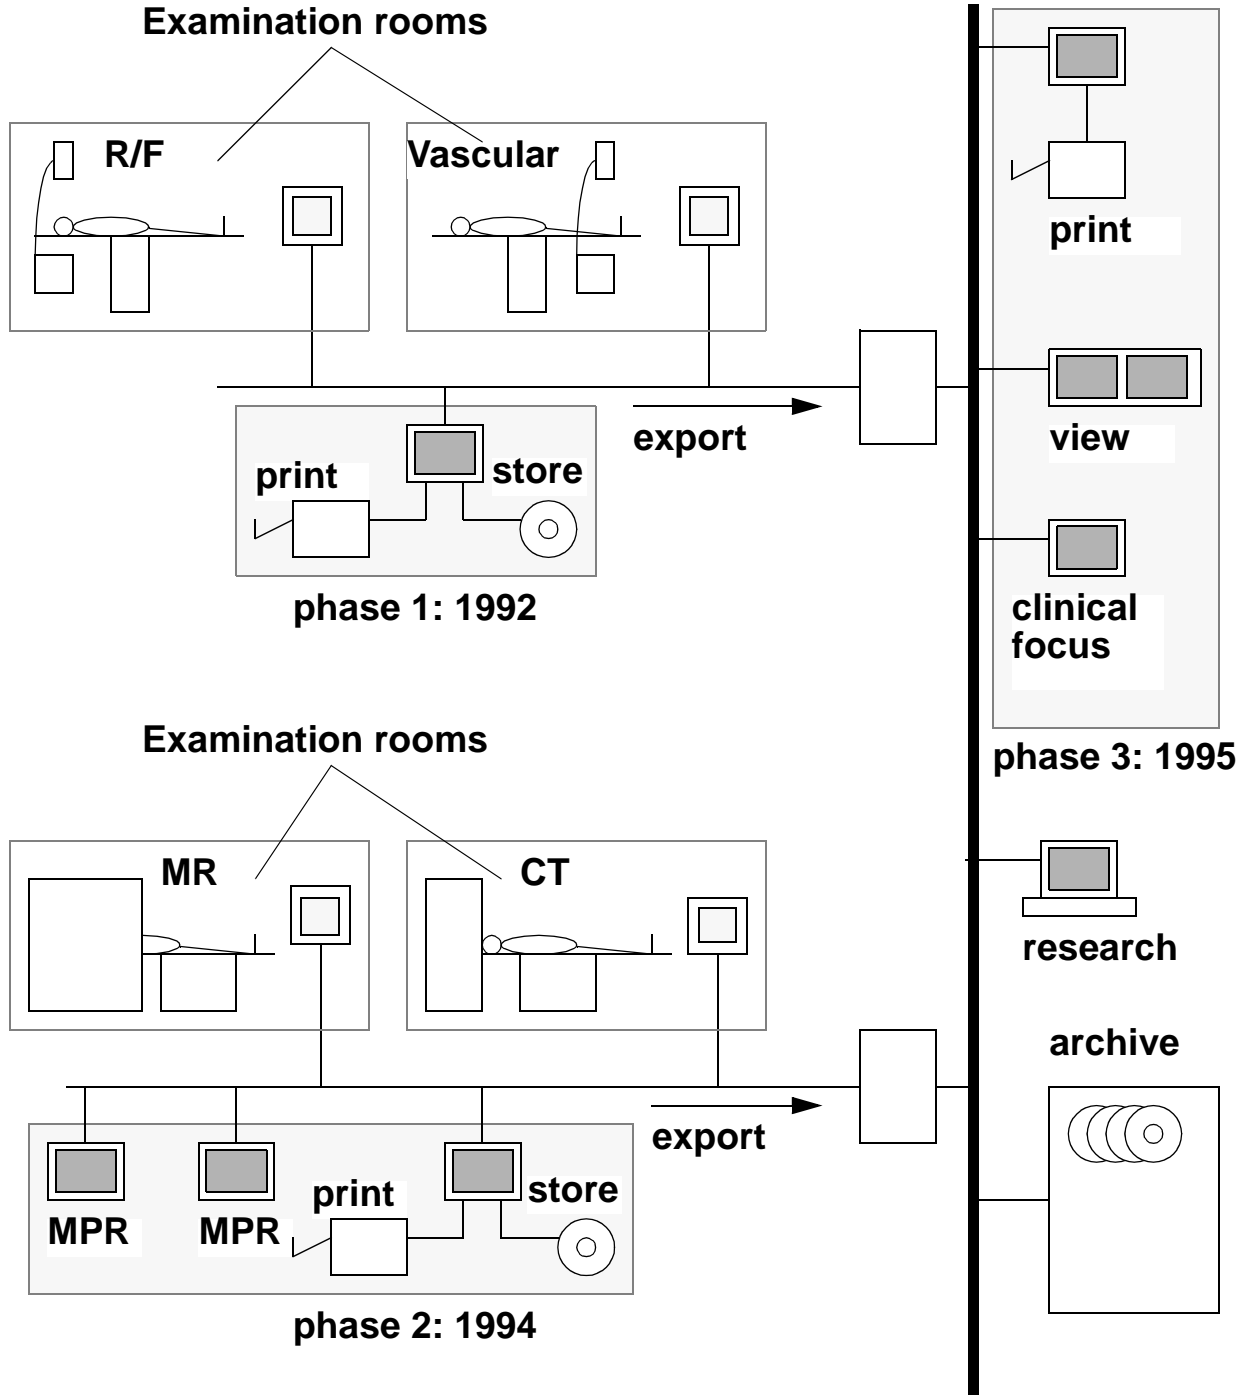 Examination rooms
R/F
Vascular
export
print
store
phase 1: 1992
print
view
clinical
focus
phase 3: 1995
Examination rooms
MR
CT
export
MPR
MPR
print
store
phase 2: 1994
research
archive